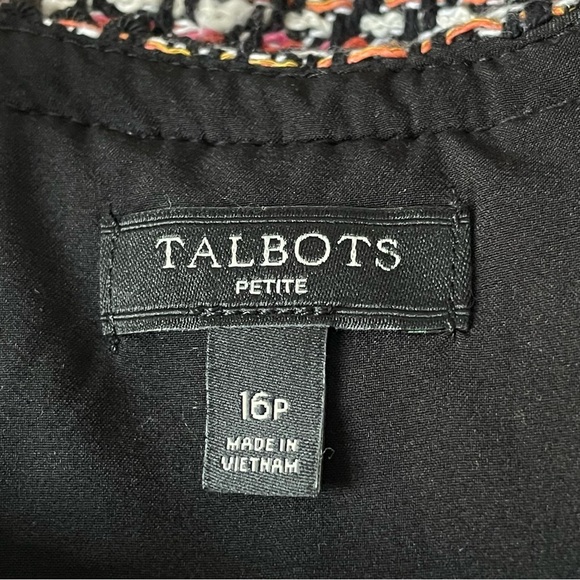 TALBOTS
PETITE
16P
MADE IN
VIETNAM